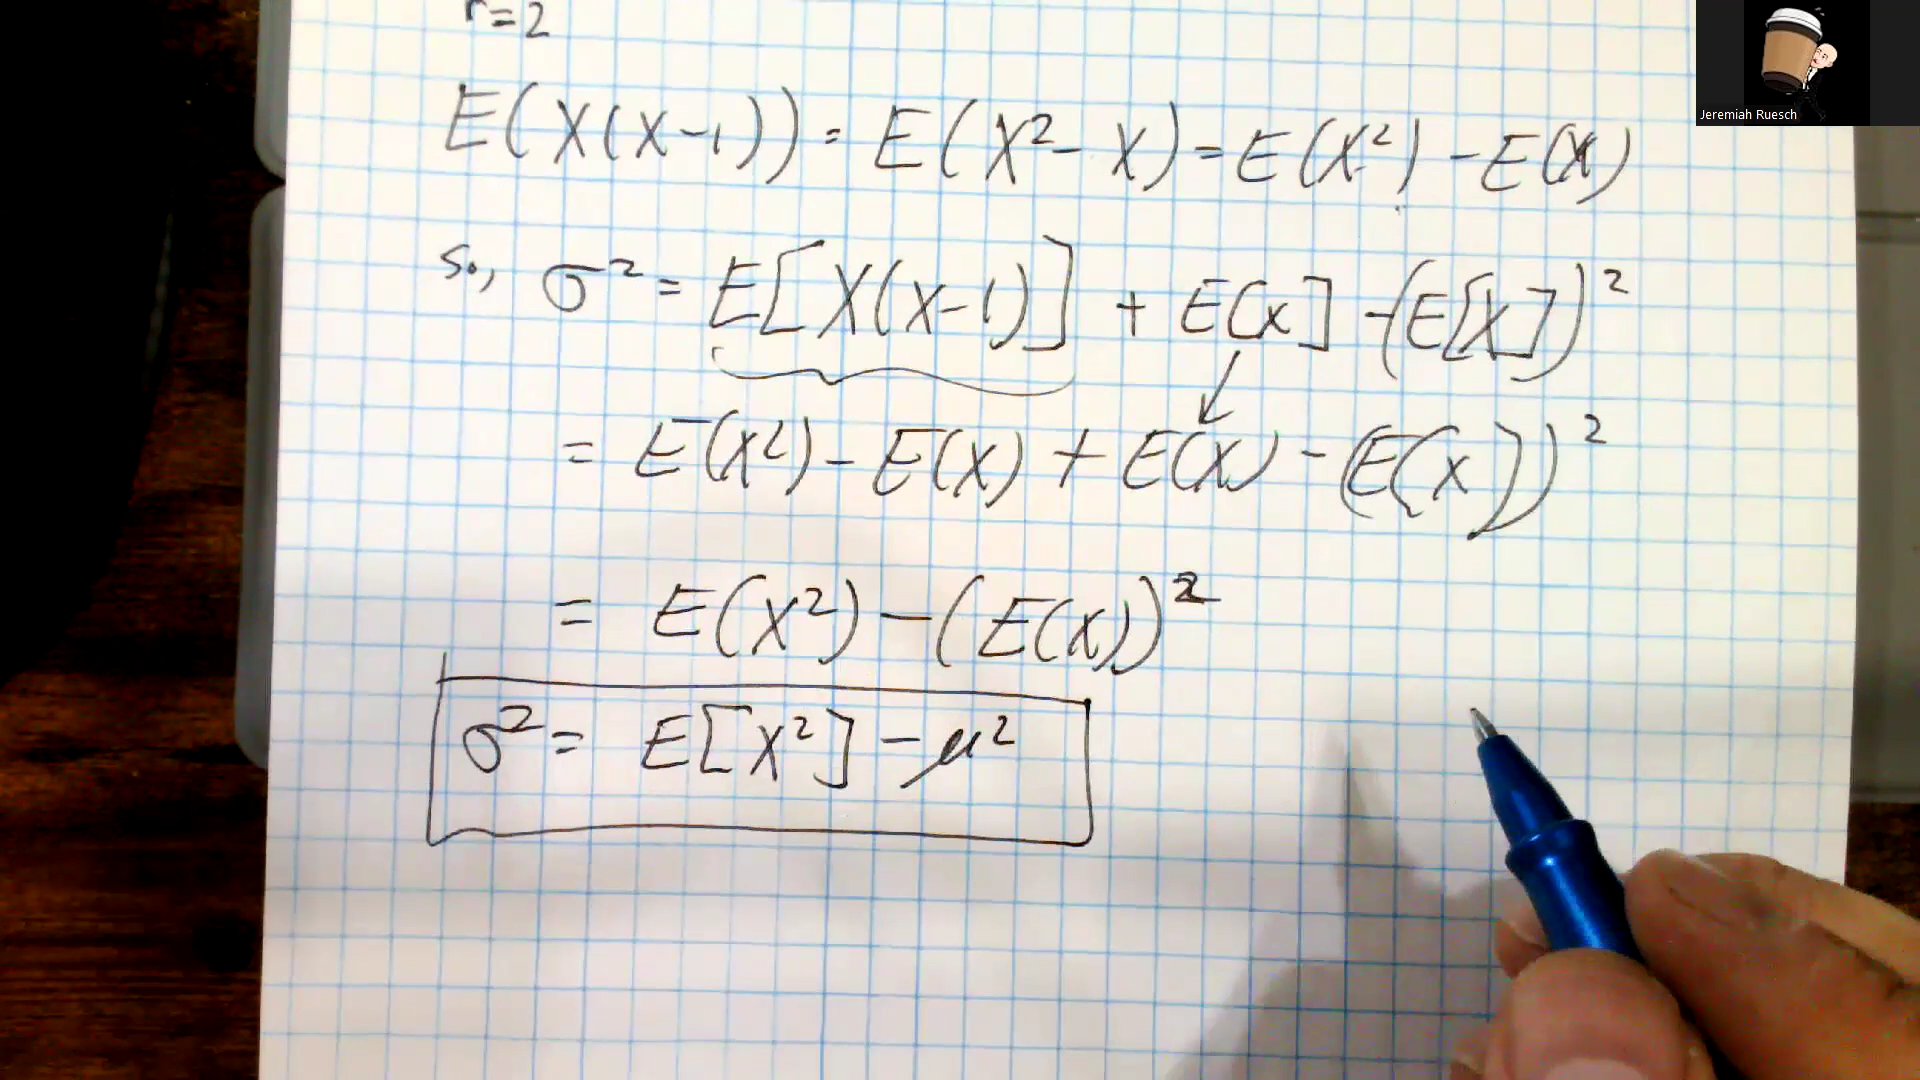 r=2
Jeremiah Ruesch
E(X(X-1)) = E(X²-X) = E(X²) - E(X)
so, σ² = E[X(X-1)] + E[X] - (E[X])²
= E(X²) - E(X) + E(X) - (E(X))²
= E(X²) - (E(X))²
σ² = E[X²] - μ²